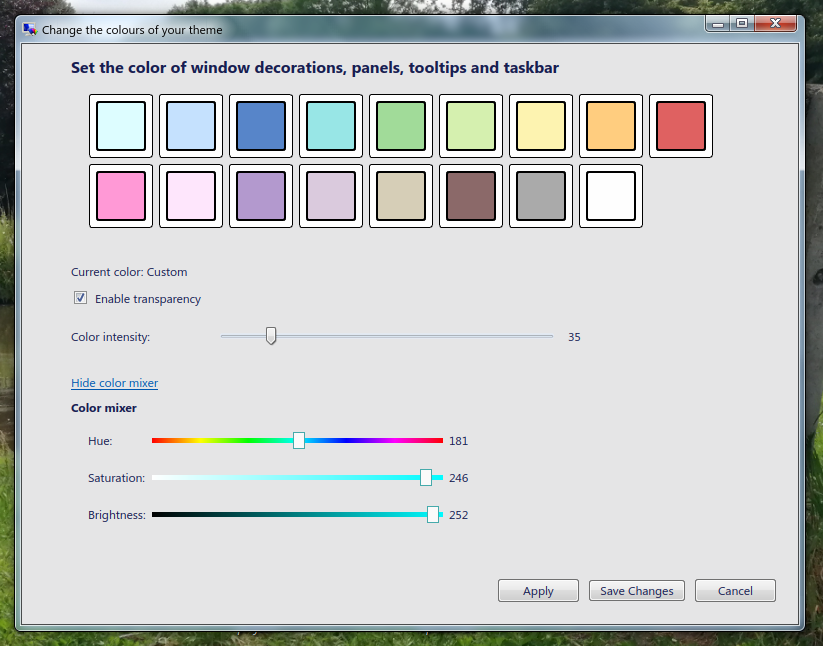 Change the colours of your theme
Set the color of window decorations, panels, tooltips and taskbar
Current color: Custom
Enable transparency
Color intensity: 35
Hide color mixer
Color mixer
Hue: 181
Saturation: 246
Brightness: 252
Apply Save Changes Cancel